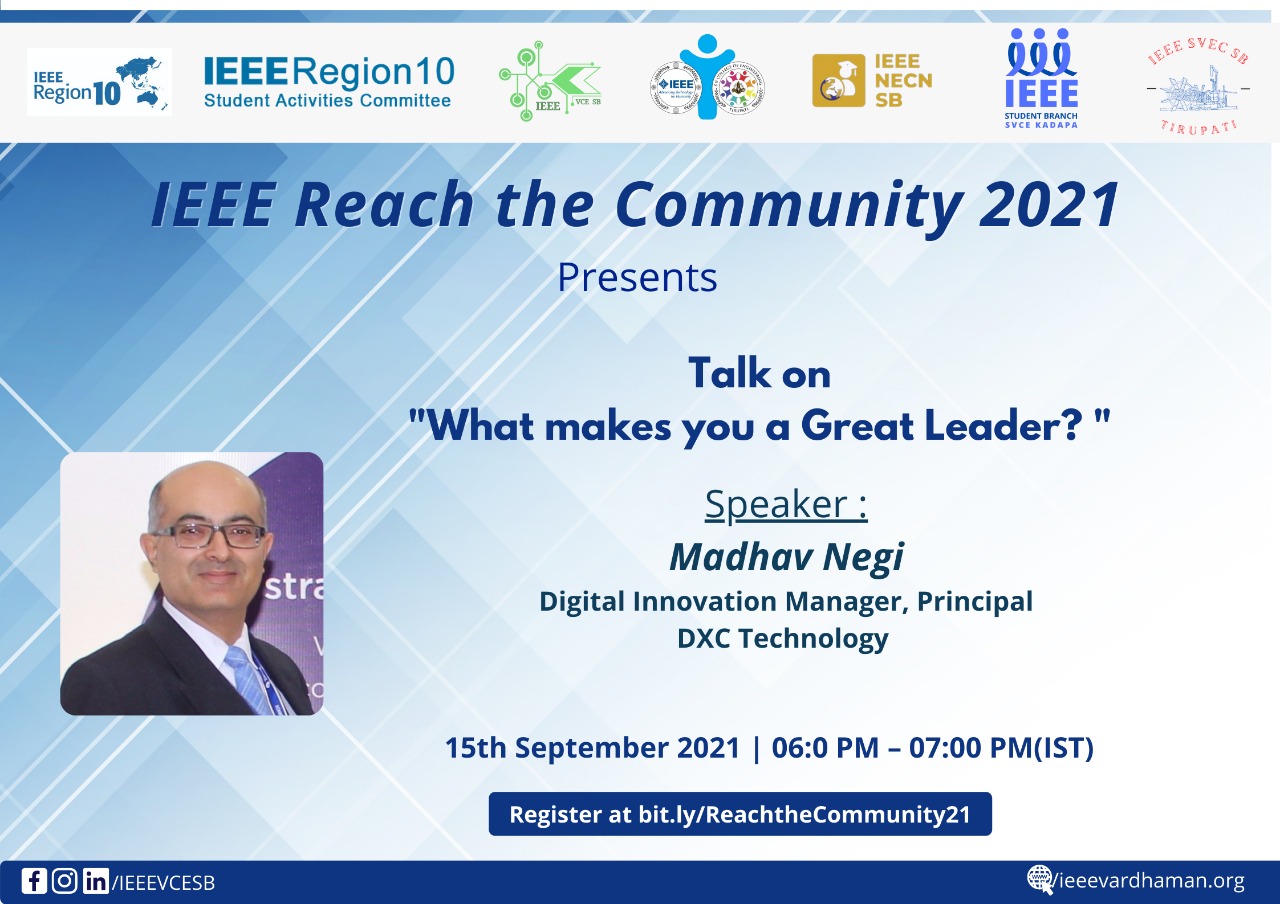 IEEE
Region10
IEEERegion10
Student Activities Committee
IEEE
VCE SB
IEEE
IEEE
NECN
SB
IEEE
STUDENT BRANCH
SVCE KADAPA
IEEE SVEC SB
TIRUPATI
IEEE Reach the Community 2021
Presents
Talk on
"What makes you a Great Leader? "
Speaker :
Madhav Negi
Digital Innovation Manager, Principal
DXC Technology
stra
15th September 2021 | 06:0 PM – 07:00 PM(IST)
Register at bit.ly/ReachtheCommunity21
/IEEEVCESB
/ieeevardhaman.org